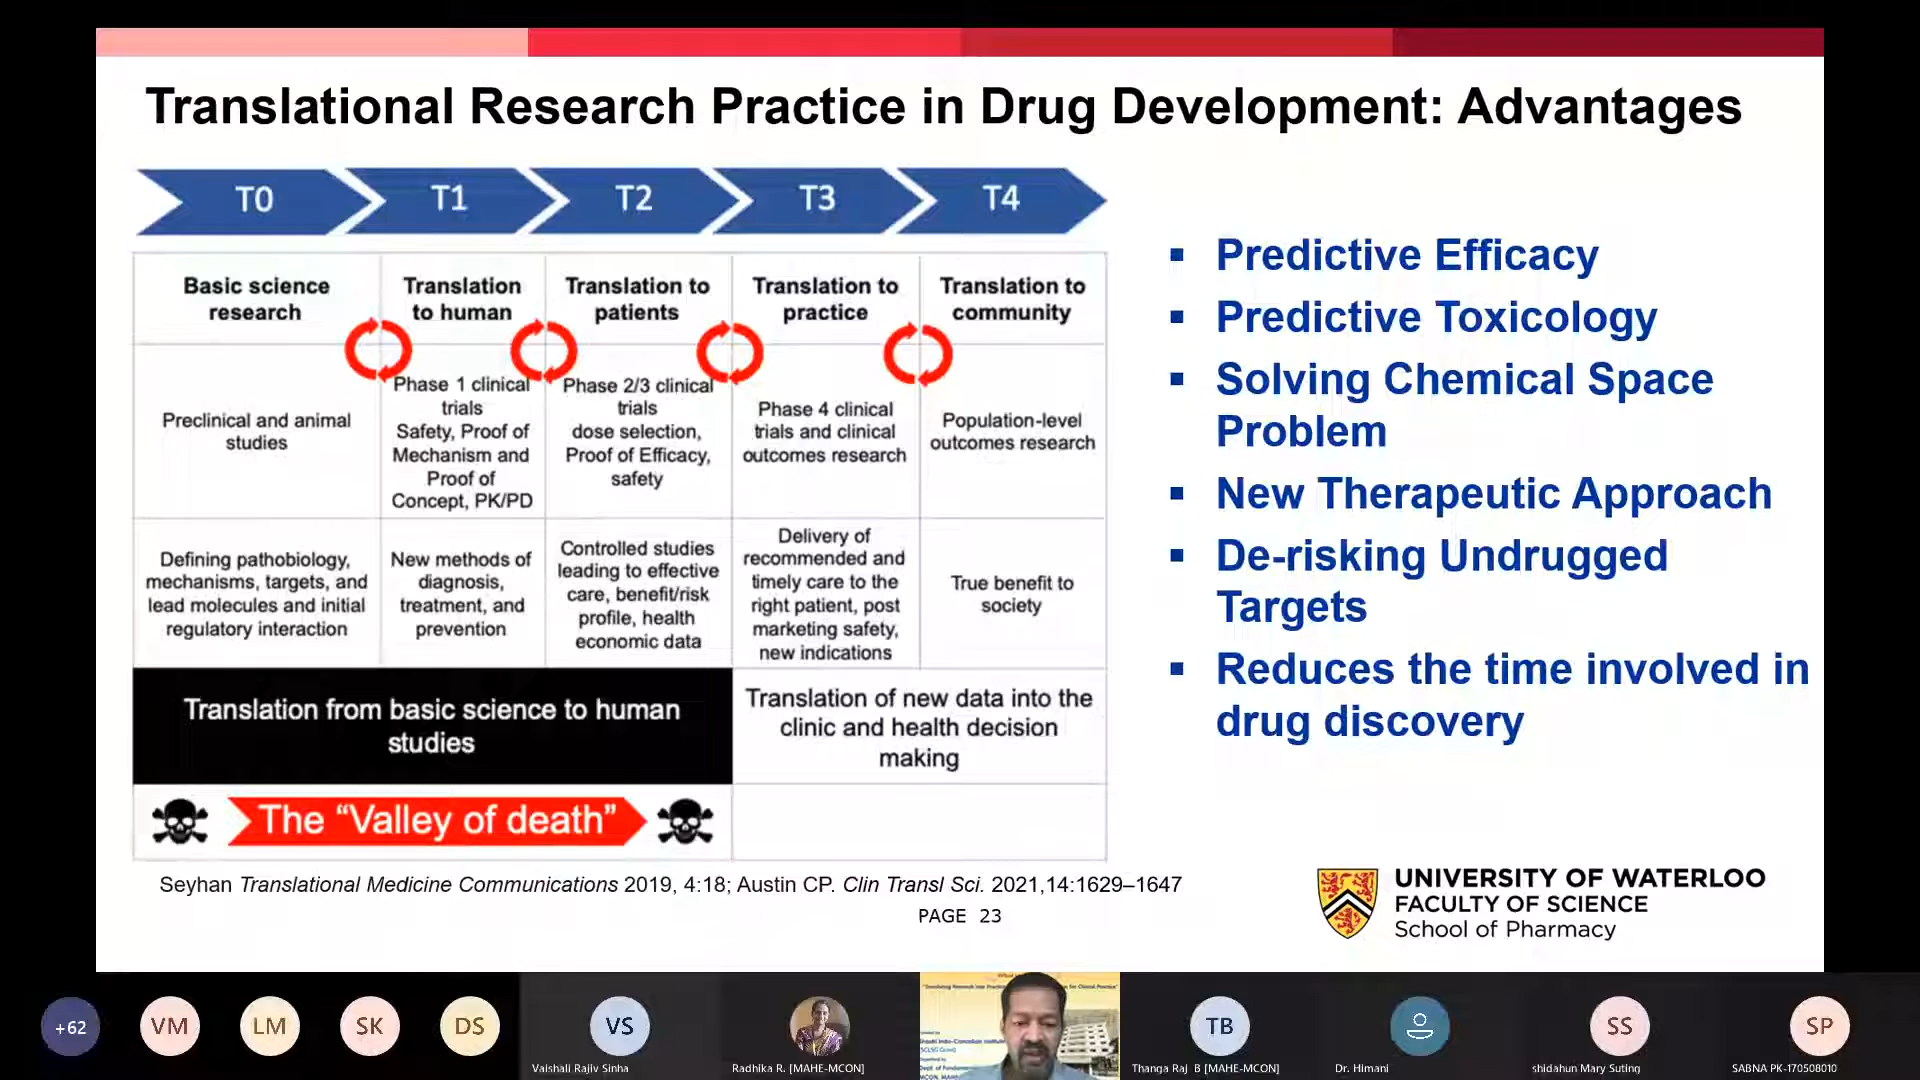 Translational Research Practice in Drug Development: Advantages
T0
T1
T2
T3
T4
Basic science
research
Translation
to human
Translation to
patients
Translation to
practice
Translation to
community
Preclinical and animal
studies
Phase 1 clinical
trials
Safety, Proof of
Mechanism and
Proof of
Concept, PK/PD
Phase 2/3 clinical
trials
dose selection,
Proof of Efficacy,
safety
Phase 4 clinical
trials and clinical
outcomes research
Population-level
outcomes research
Defining pathobiology,
mechanisms, targets, and
lead molecules and initial
regulatory interaction
New methods of
diagnosis,
treatment, and
prevention
Controlled studies
leading to effective
care, benefit/risk
profile, health
economic data
Delivery of
recommended and
timely care to the
right patient, post
marketing safety,
new indications
True benefit to
society
Translation from basic science to human
studies
Translation of new data into the
clinic and health decision
making
The “Valley of death”
▪ Predictive Efficacy
▪ Predictive Toxicology
▪ Solving Chemical Space
Problem
▪ New Therapeutic Approach
▪ De-risking Undrugged
Targets
▪ Reduces the time involved in
drug discovery
Seyhan Translational Medicine Communications 2019, 4:18; Austin CP. Clin Transl Sci. 2021,14:1629–1647
PAGE 23
UNIVERSITY OF WATERLOO
FACULTY OF SCIENCE
School of Pharmacy
+62
VM
LM
SK
DS
VS
Vaishali Rajiv Sinha
Radhika R. [MAHE-MCON]
TB
Thanga Raj B [MAHE-MCON]
Dr. Himani
SS
shidahun Mary Suting
SP
SABNA PK-170508010